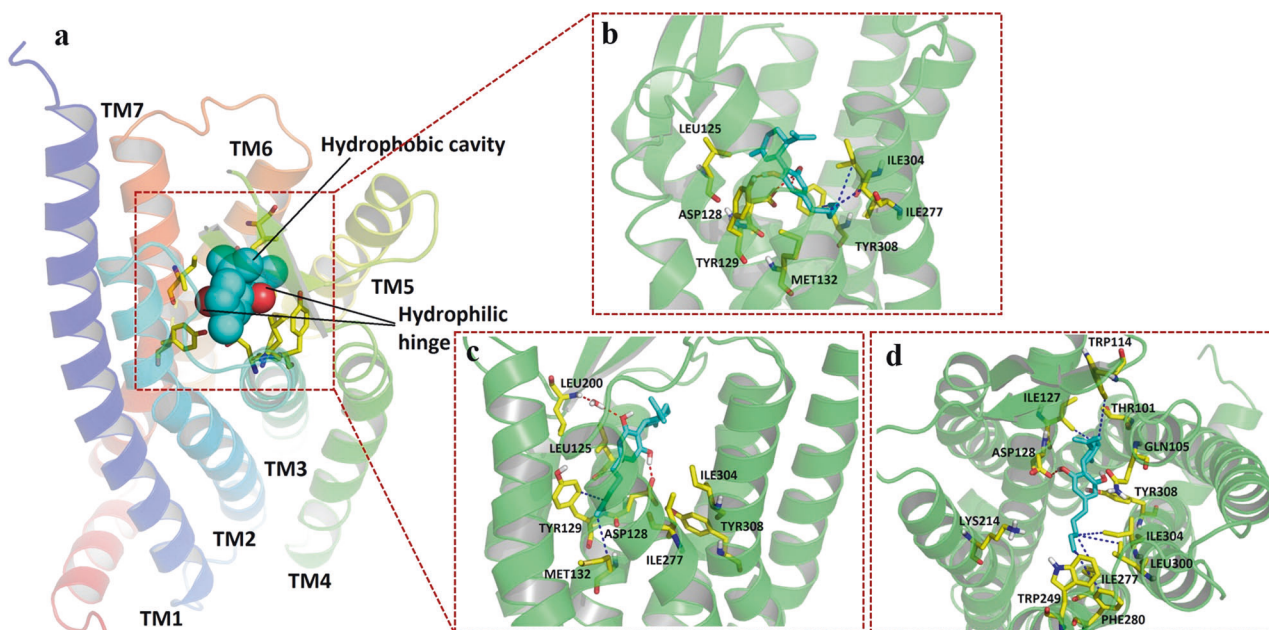 a
TM7
TM6
Hydrophobic cavity
TM5
Hydrophilic
hinge
TM3
TM2
TM4
TM1
b
LEU125
ILE304
ASP128
ILE277
TYR308
TYR129
MET132
c
LEU200
LEU125
ILE304
TYR129
ASP128
TYR308
ILE277
MET132
d
TRP114
ILE127
THR101
ASP128
GLN105
TYR308
LYS214
ILE304
LEU300
ILE277
TRP249
PHE280